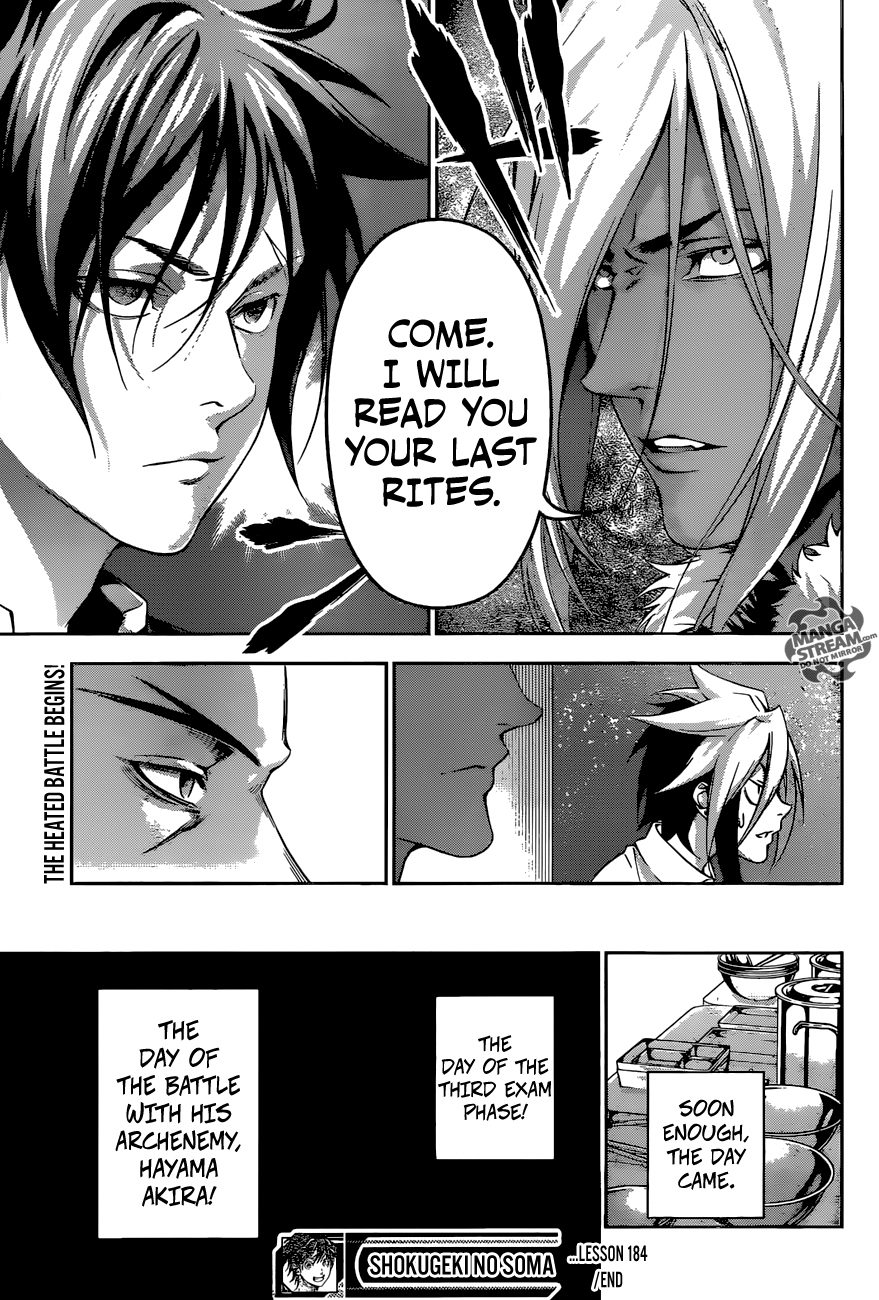 COME.
I WILL
READ YOU
YOUR LAST
RITES.
MANGA
STREAM.com
DO NOT MIRROR
THE HEATED BATTLE BEGINS!
SOON
ENOUGH,
THE DAY
CAME.
THE
DAY OF THE
THIRD EXAM
PHASE!
THE
DAY OF
THE BATTLE
WITH HIS
ARCHENEMY,
HAYAMA
AKIRA!
SHOKUGEKI NO SOMA
...LESSON 184
/END